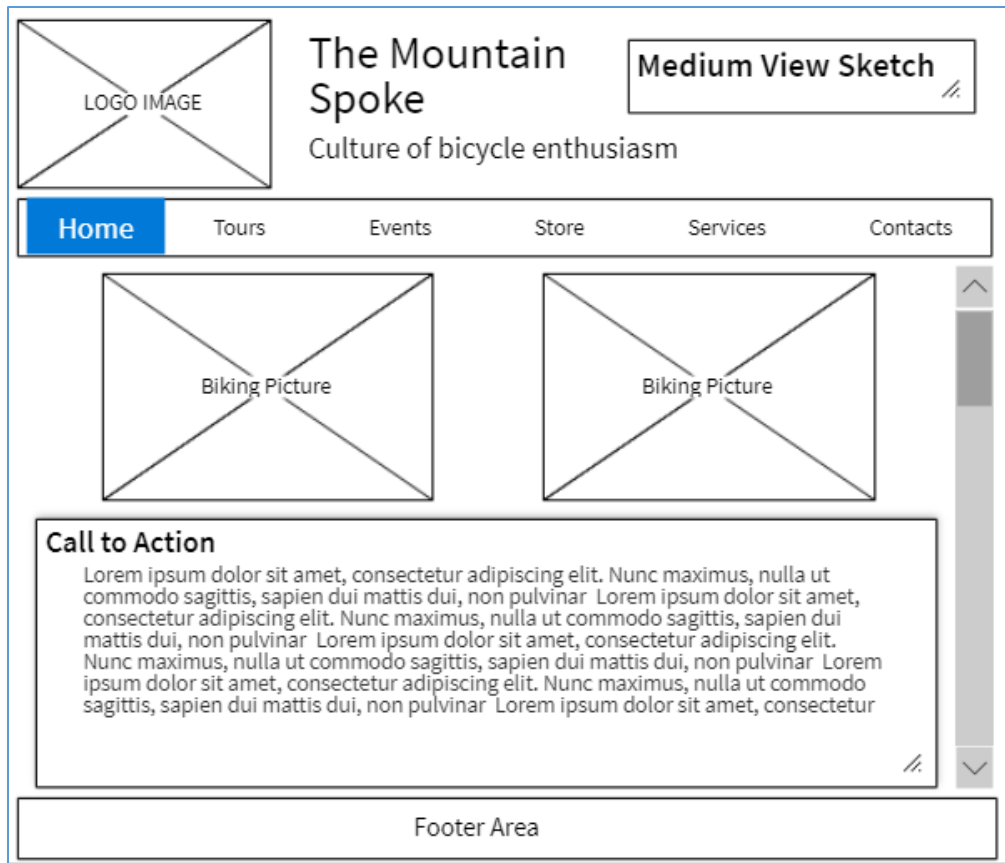 LOGO IMAGE
The Mountain
Spoke
Culture of bicycle enthusiasm
Medium View Sketch
Home Tours Events Store Services Contacts
Biking Picture Biking Picture
Call to Action
Lorem ipsum dolor sit amet, consectetur adipiscing elit. Nunc maximus, nulla ut
commodo sagittis, sapien dui mattis dui, non pulvinar Lorem ipsum dolor sit amet,
consectetur adipiscing elit. Nunc maximus, nulla ut commodo sagittis, sapien dui
mattis dui, non pulvinar Lorem ipsum dolor sit amet, consectetur adipiscing elit.
Nunc maximus, nulla ut commodo sagittis, sapien dui mattis dui, non pulvinar Lorem
ipsum dolor sit amet, consectetur adipiscing elit. Nunc maximus, nulla ut commodo
sagittis, sapien dui mattis dui, non pulvinar Lorem ipsum dolor sit amet, consectetur
Footer Area